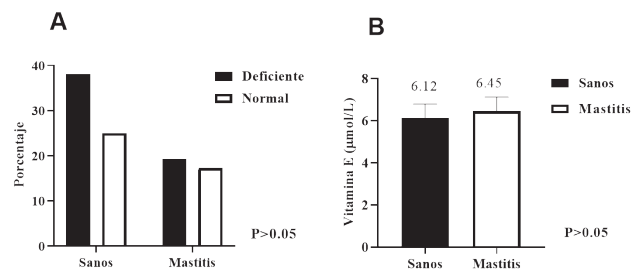 A
Porcentaje
40
30
20
10
0
Deficiente
Normal
Sanos
Mastitis
P>0.05
B
Vitamina E (µmol/L)
8
6
4
2
0
6.12
6.45
Sanos
Mastitis
Sanos
Mastitis
P>0.05